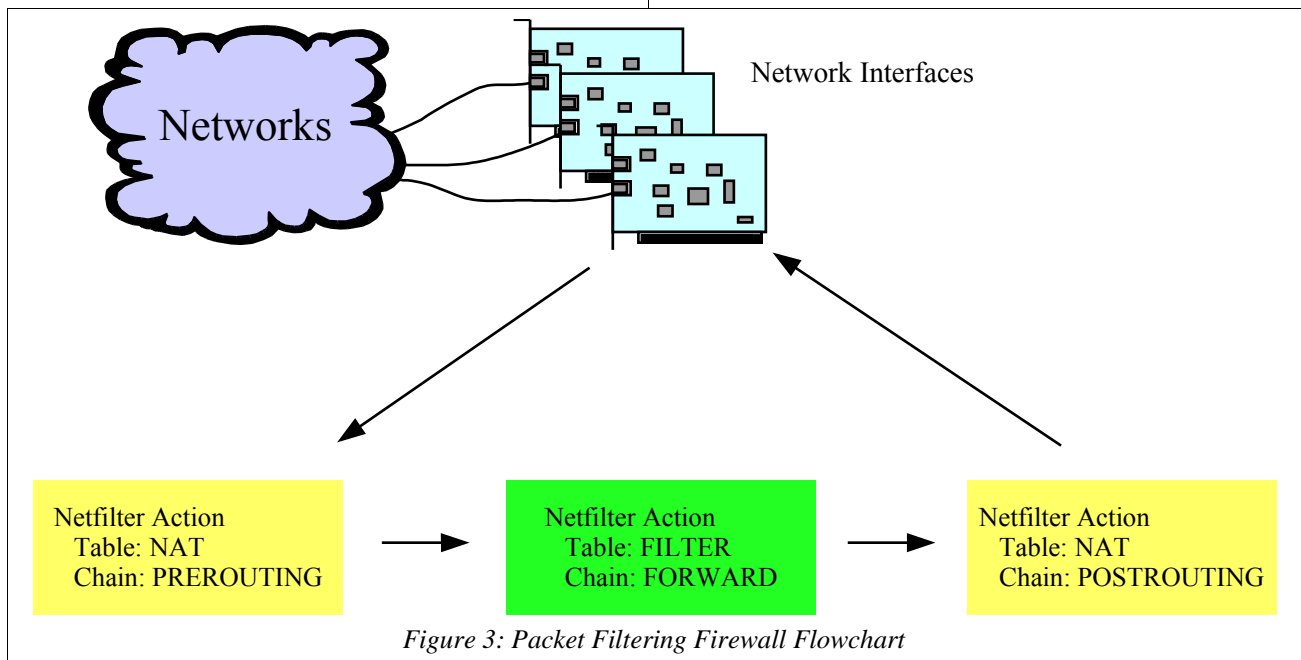 Networks
Network Interfaces
Netfilter Action
Table: NAT
Chain: PREROUTING
Netfilter Action
Table: FILTER
Chain: FORWARD
Netfilter Action
Table: NAT
Chain: POSTROUTING
Figure 3: Packet Filtering Firewall Flowchart